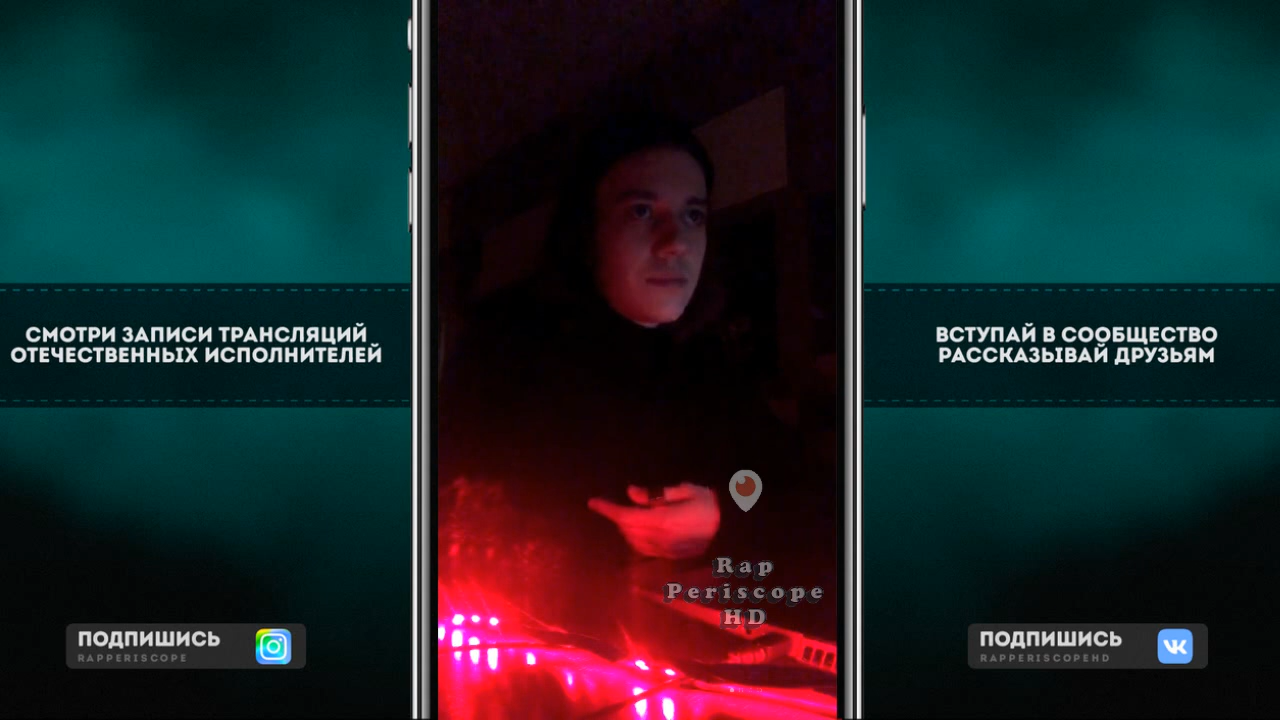 СМОТРИ ЗАПИСИ ТРАНСЛЯЦИЙ
ОТЕЧЕСТВЕННЫХ ИСПОЛНИТЕЛЕЙ
ВСТУПАЙ В СООБЩЕСТВО
РАССКАЗЫВАЙ ДРУЗЬЯМ
Rap
Periscope
HD
ПОДПИШИСЬ
RAPPERISCOPE
ПОДПИШИСЬ
RAPPERISCOPEHD